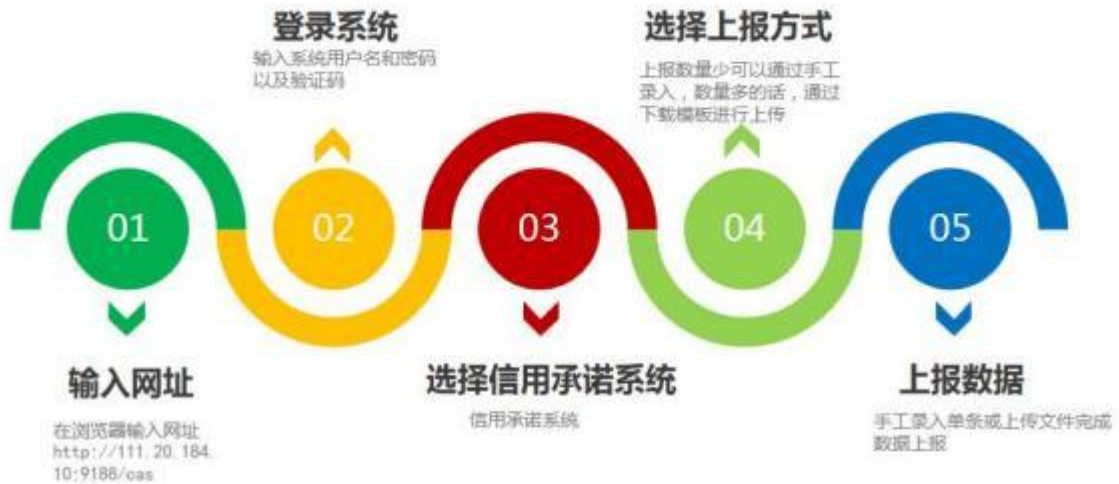 01
输入网址
在浏览器输入网址
http://111.20.184.
10:9188/cas
登录系统
输入系统用户名和密码
以及验证码
02
03
选择信用承诺系统
信用承诺系统
选择上报方式
上报数量少可以通过手工
录入，数量多的话，通过
下载模板进行上传
04
05
上报数据
手工录入单条或上传文件完成
数据上报